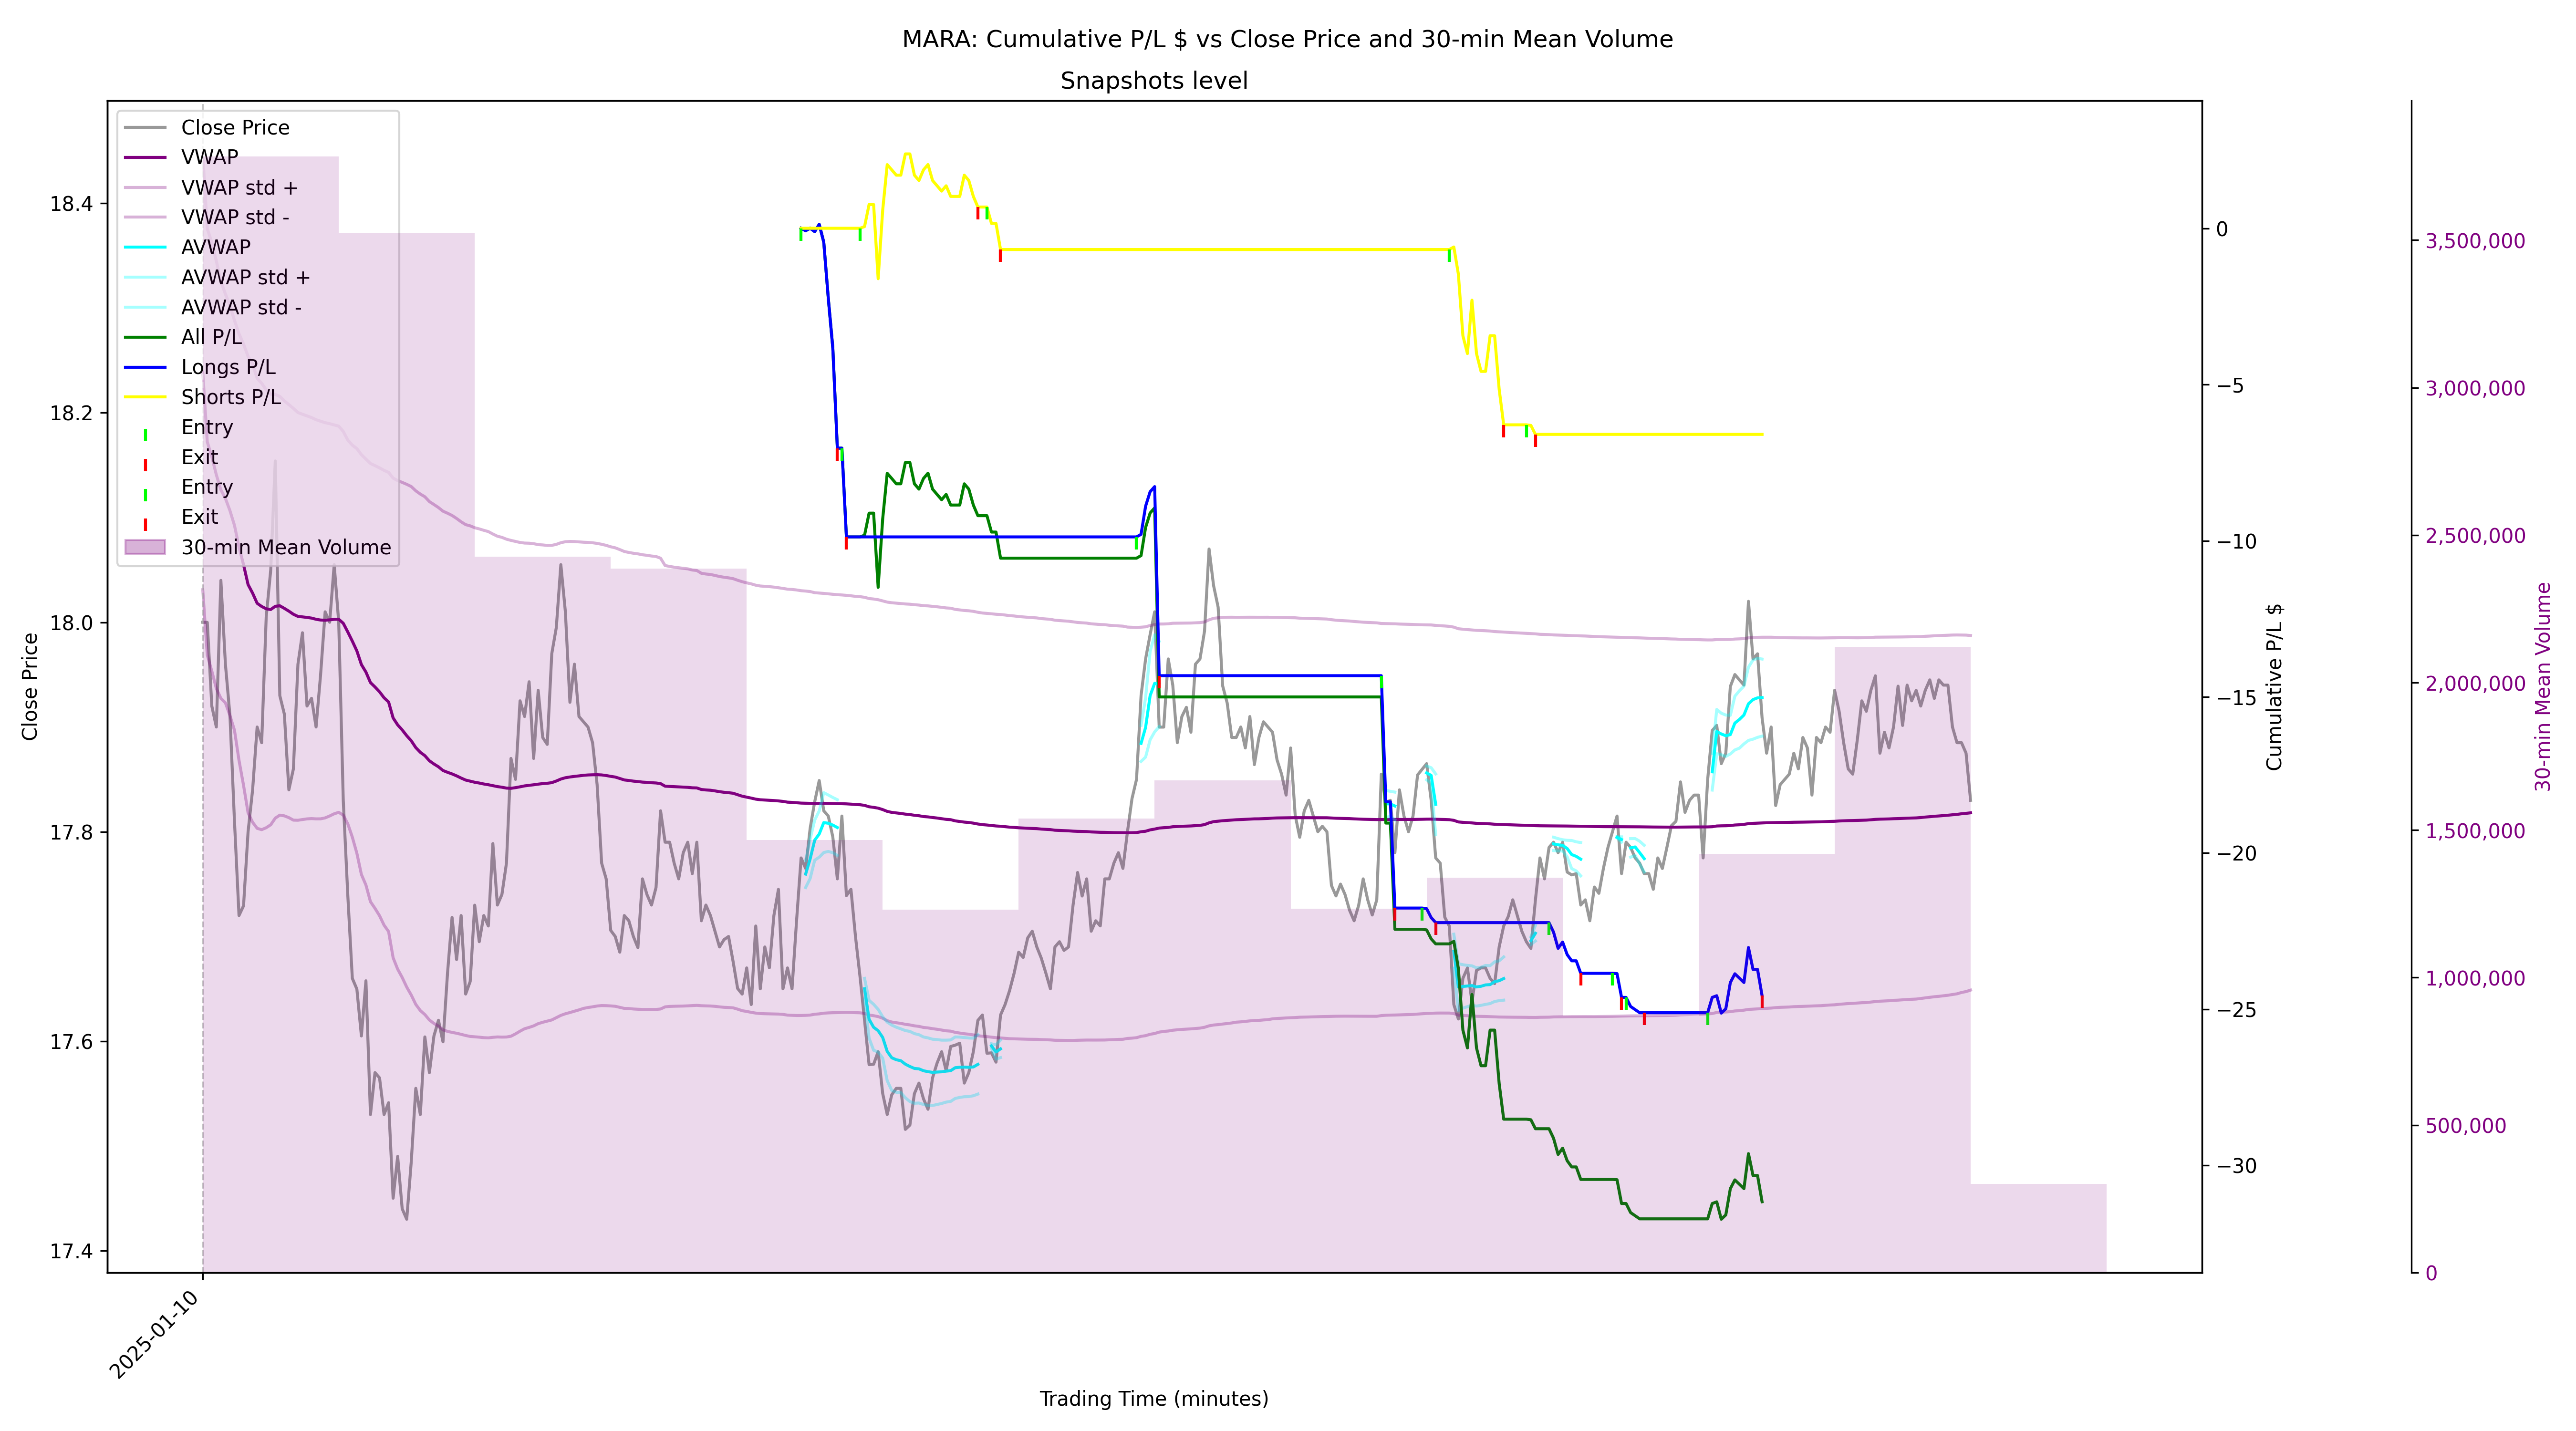 MARA: Cumulative P/L $ vs Close Price and 30-min Mean Volume
Snapshots level
Close Price
VWAP
VWAP std +
VWAP std -
AVWAP
AVWAP std +
AVWAP std -
All P/L
Longs P/L
Shorts P/L
Entry
Exit
Entry
Exit
30-min Mean Volume
Close Price
18.4
18.2
18.0
17.8
17.6
17.4
0
−5
−10
−15
−20
−25
−30
Cumulative P/L $
3,500,000
3,000,000
2,500,000
2,000,000
1,500,000
1,000,000
500,000
0
30-min Mean Volume
2025-01-10
Trading Time (minutes)